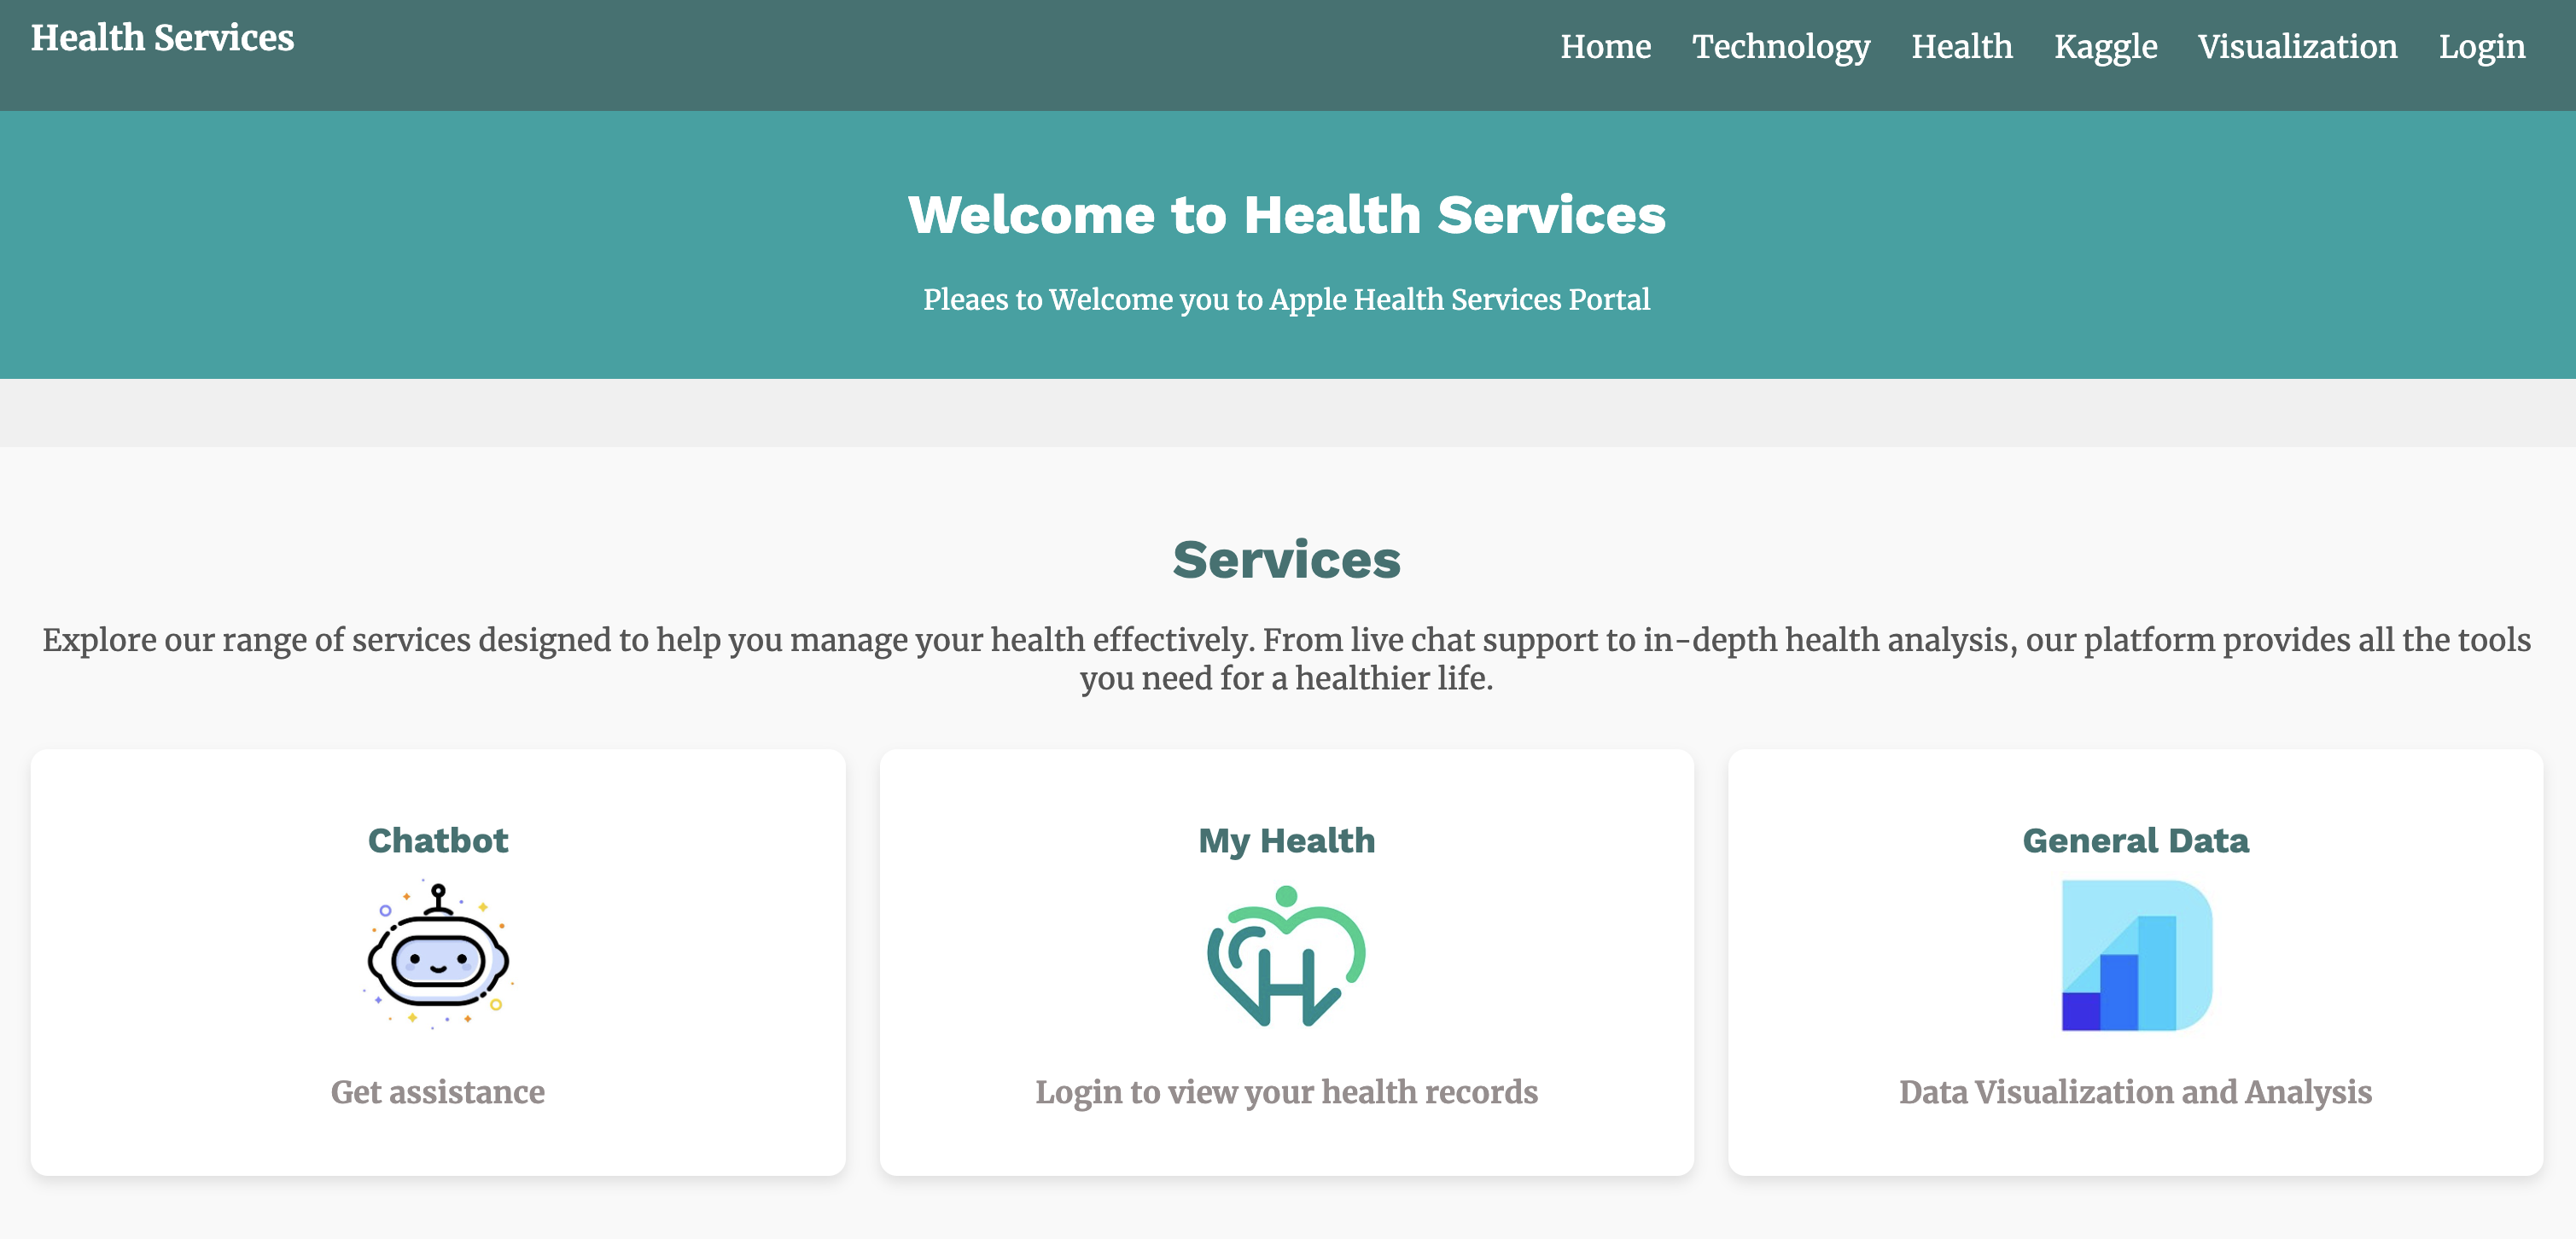 Health Services
Home Technology Health Kaggle Visualization Login
Welcome to Health Services
Pleaes to Welcome you to Apple Health Services Portal
Services
Explore our range of services designed to help you manage your health effectively. From live chat support to in-depth health analysis, our platform provides all the tools
you need for a healthier life.
Chatbot
Get assistance
My Health
Login to view your health records
General Data
Data Visualization and Analysis